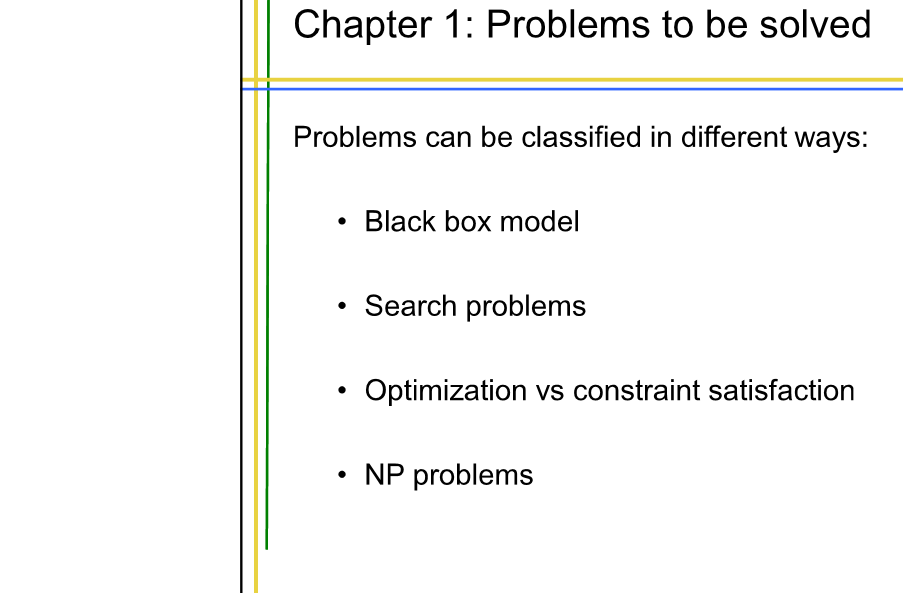 Chapter 1: Problems to be solved
Problems can be classified in different ways:
• Black box model
• Search problems
• Optimization vs constraint satisfaction
• NP problems